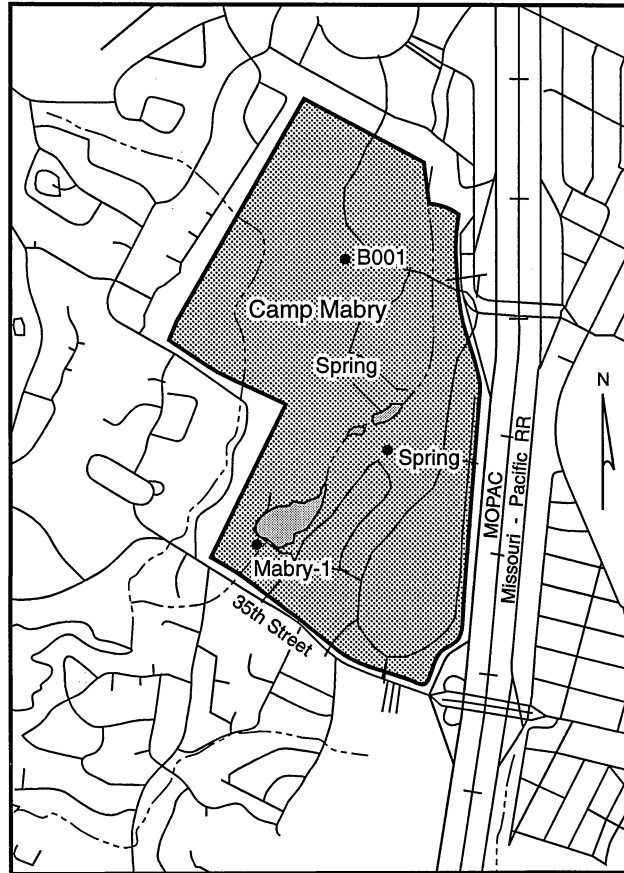 B001
Camp Mabry
Spring
N
Spring
MOPAC
Missouri - Pacific RR
Mabry-1
35th Street